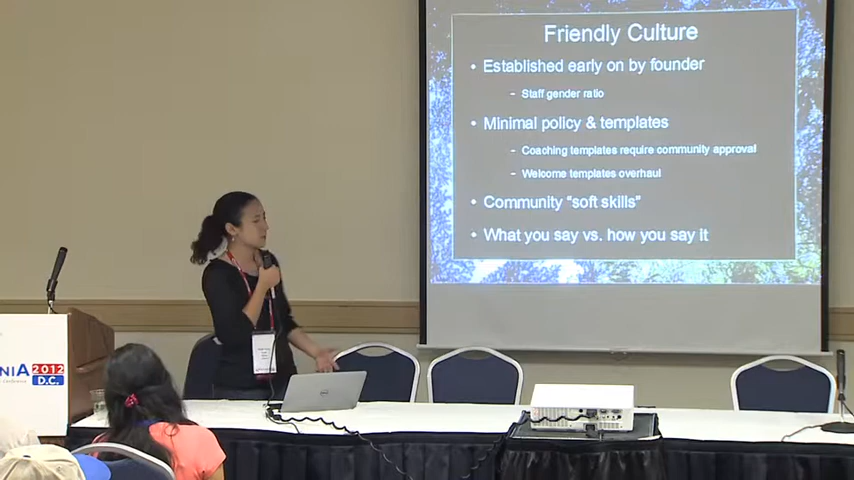 Friendly Culture
• Established early on by founder
- Staff gender ratio
• Minimal policy & templates
- Coaching templates require community approval
- Welcome templates overhaul
• Community “soft skills”
• What you say vs. how you say it
NIA 2012
D.C.